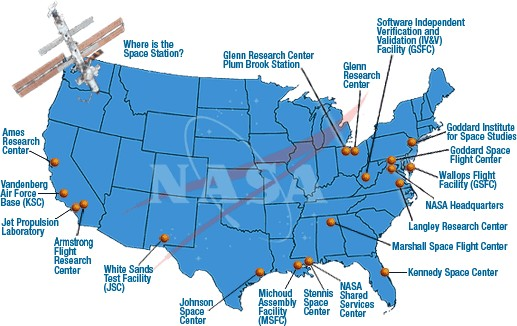 Where is the
Space Station?
Glenn Research Center
Plum Brook Station
Software Independent
Verification and
Validation (IV&V)
Facility (GSFC)
Glenn
Research
Center
Goddard Institute
for Space Studies
Goddard Space
Flight Center
Wallops Flight
Facility (GSFC)
NASA Headquarters
Langley Research Center
Marshall Space Flight Center
Kennedy Space Center
Ames
Research
Center
Vandenberg
Air Force
Base (KSC)
Jet Propulsion
Laboratory
Armstrong
Flight
Research
Center
White Sands
Test Facility
(JSC)
Johnson
Space
Center
Michoud
Assembly
Facility
(MSFC)
Stennis
Space
Center
NASA
Shared
Services
Center
NASA